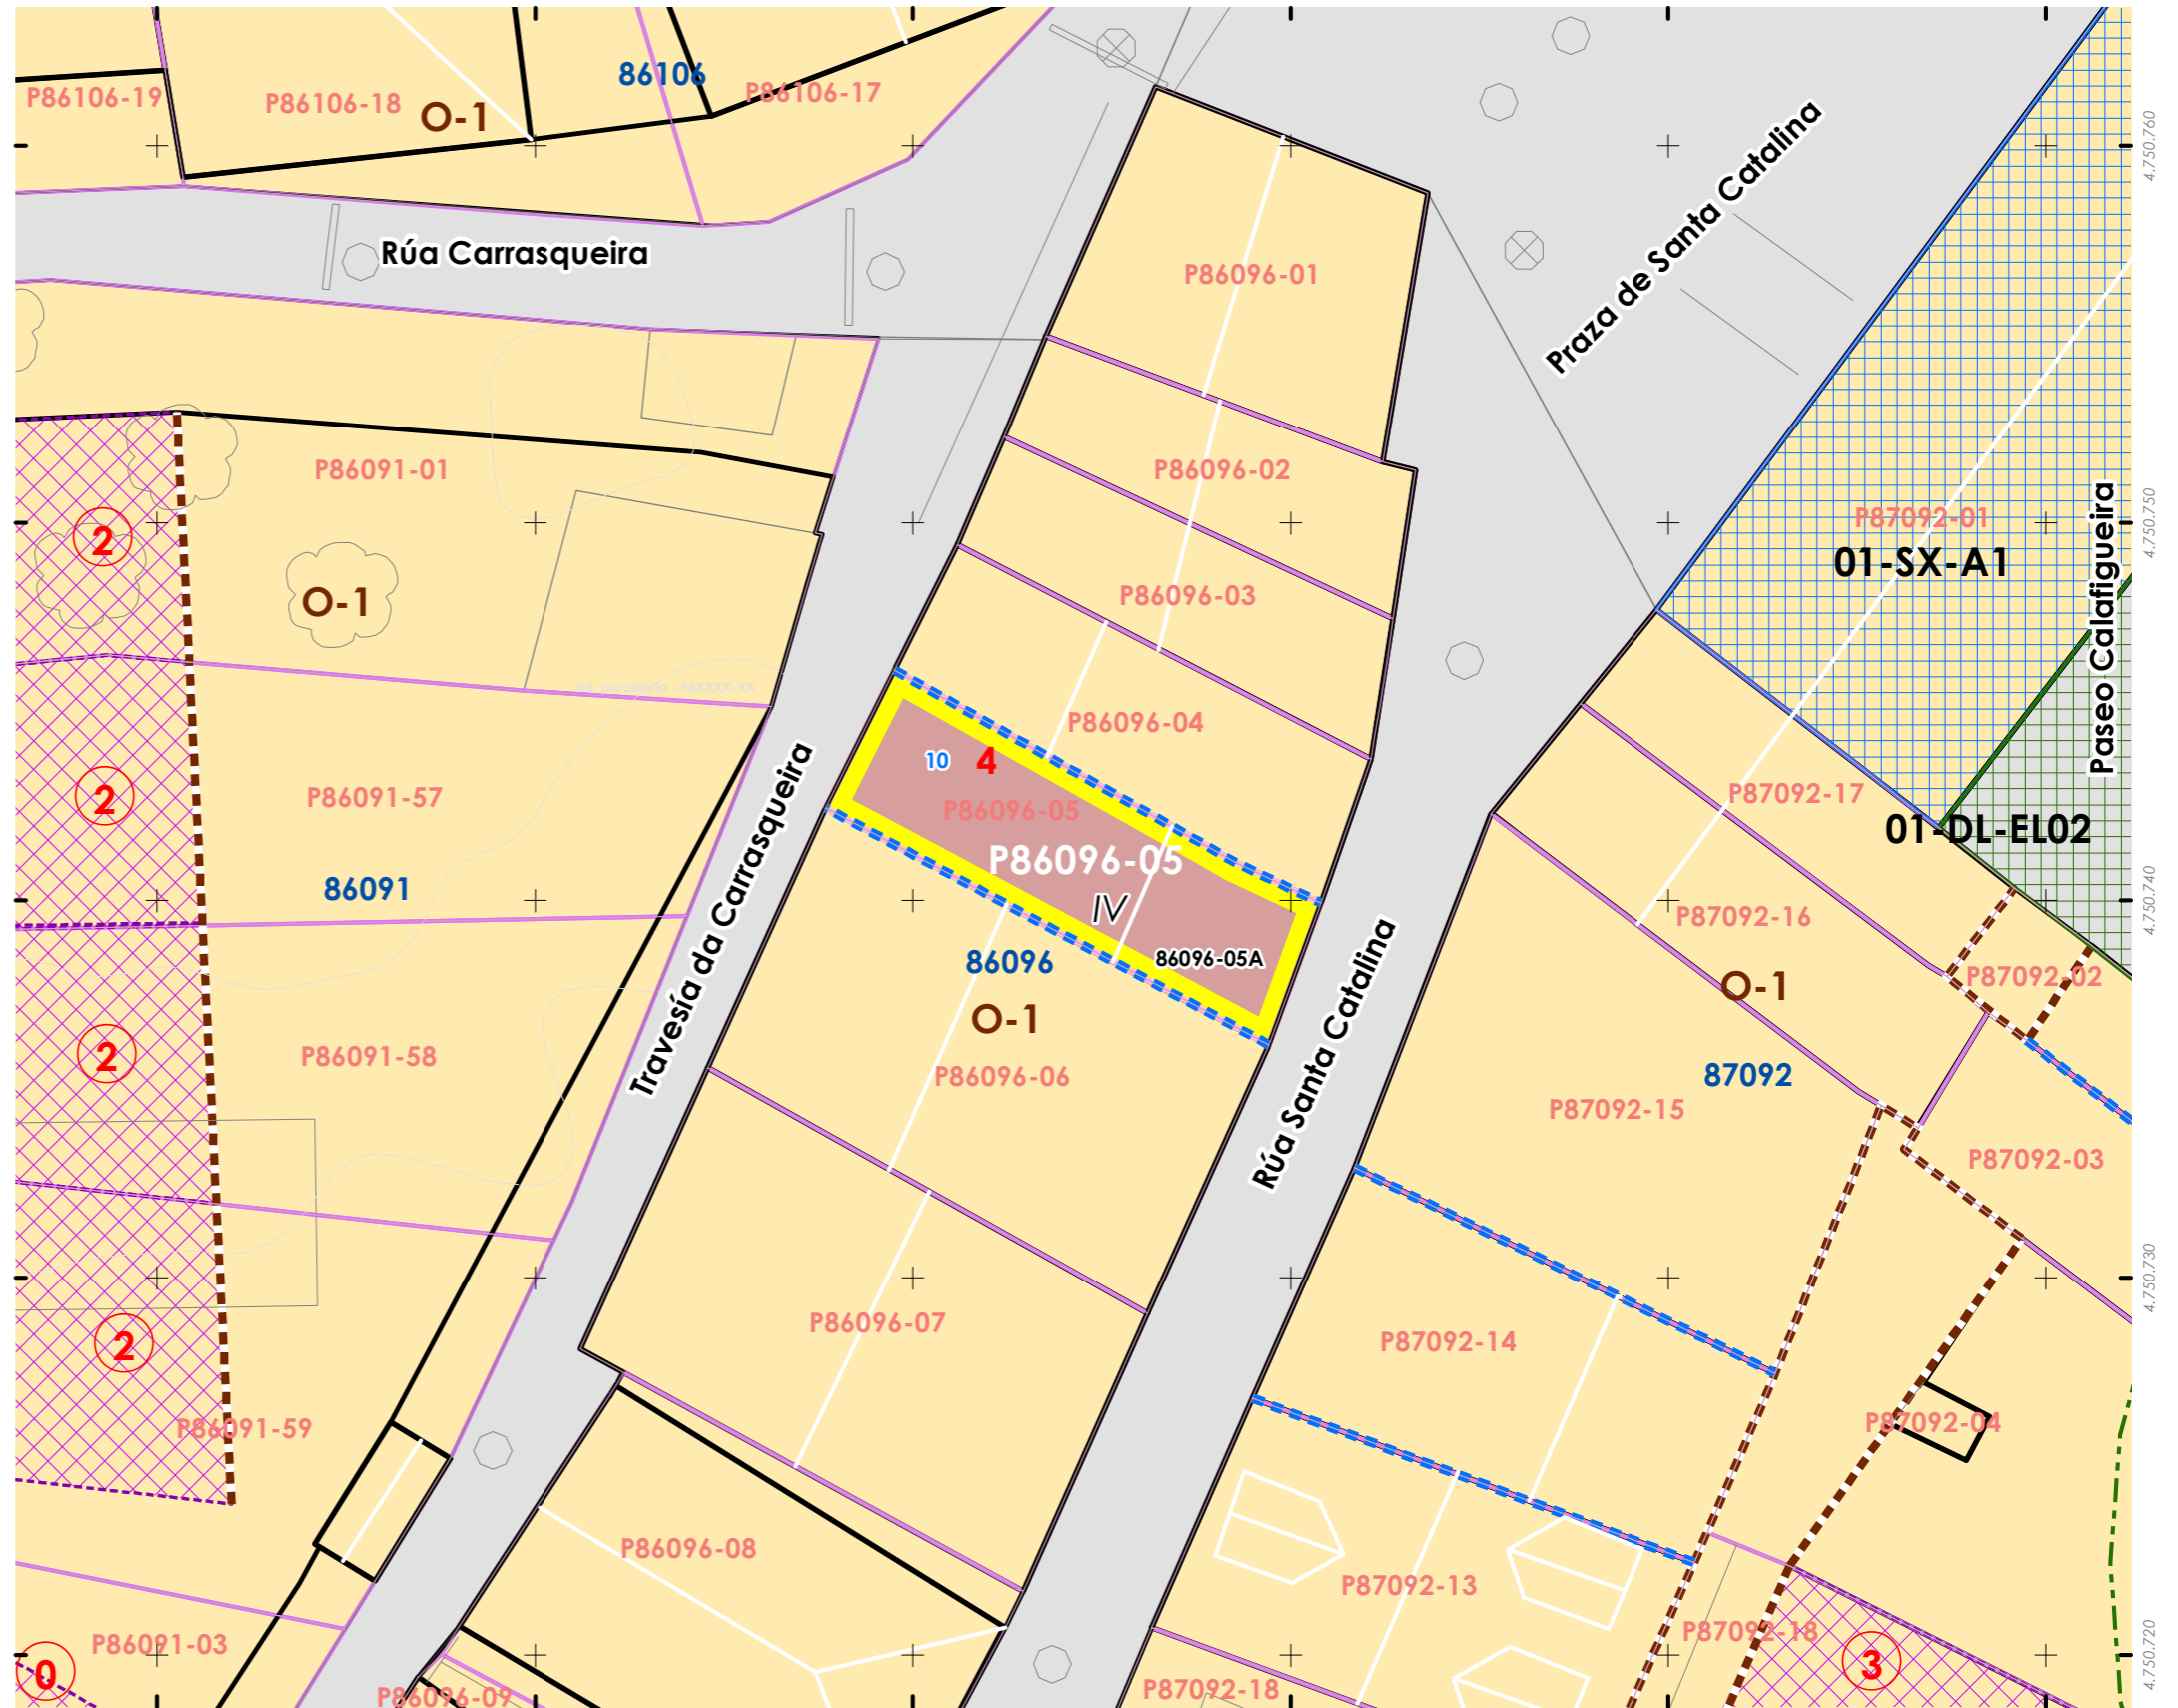 86106
P86106-19
P86106-18
O-1
P86106-17
Rúa Carrasqueira
P86096-01
Praza de Santa Catalina
4.750.760
P86091-01
P86096-02
P87092-01
01-SX-A1
4.750.750
2
O-1
P86096-03
Paseo Calafigueira
P86096-04
10
4
P86091-57
P86096-05
P87092-17
2
01-DL-EL02
P86096-05
86091
IV
P87092-16
4.750.740
Travesía da Carrasqueira
86096
86096-05A
O-1
P87092-02
O-1
2
P86091-58
P86096-06
Rúa Santa Catalina
87092
P87092-15
P87092-03
4.750.730
P86096-07
2
P87092-14
P86091-59
P87092-04
P86096-08
P87092-13
P86091-03
P87092-18
0
3
4.750.720
P86096-09
P87092-18